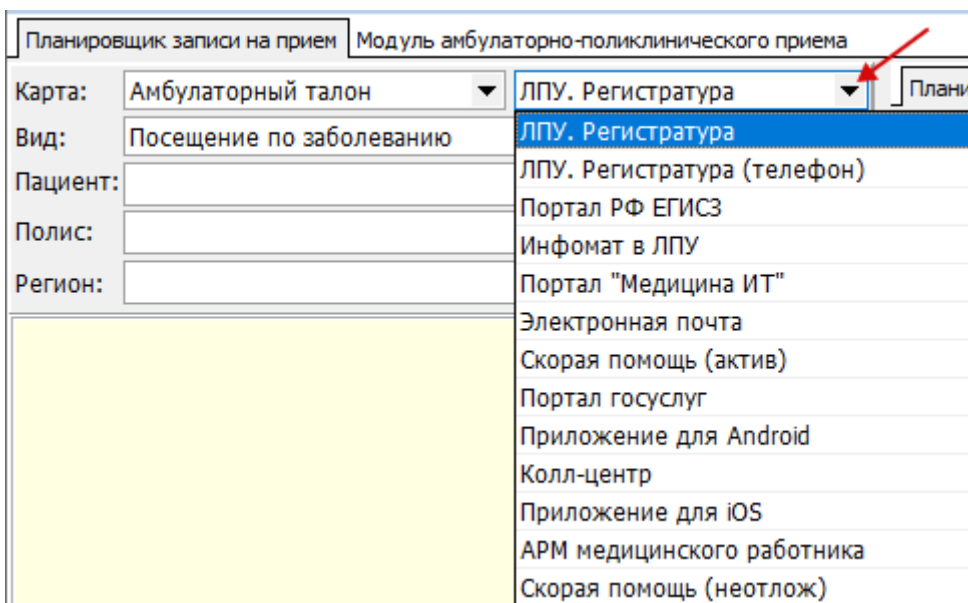 Планировщик записи на прием Модуль амбулаторно-поликлинического приема
Карта: Амбулаторный талон ЛПУ. Регистратура Плани
Вид: Посещение по заболеванию
Пациент:
Полис:
Регион:
ЛПУ. Регистратура
ЛПУ. Регистратура (телефон)
Портал РФ ЕГИСЗ
Инфомат в ЛПУ
Портал "Медицина ИТ"
Электронная почта
Скорая помощь (актив)
Портал госуслуг
Приложение для Android
Колл-центр
Приложение для iOS
АРМ медицинского работника
Скорая помощь (неотлож)